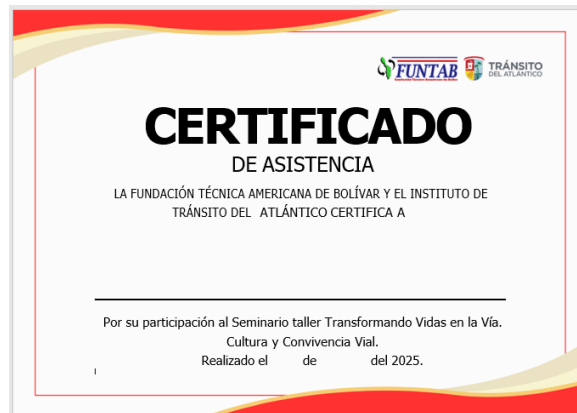 FUNTAB
TRÁNSITO
DEL ATLÁNTICO
CERTIFICADO
DE ASISTENCIA
LA FUNDACIÓN TÉCNICA AMERICANA DE BOLÍVAR Y EL INSTITUTO DE
TRÁNSITO DEL ATLÁNTICO CERTIFICA A
Por su participación al Seminario taller Transformando Vidas en la Vía.
Cultura y Convivencia Vial.
Realizado el de del 2025.